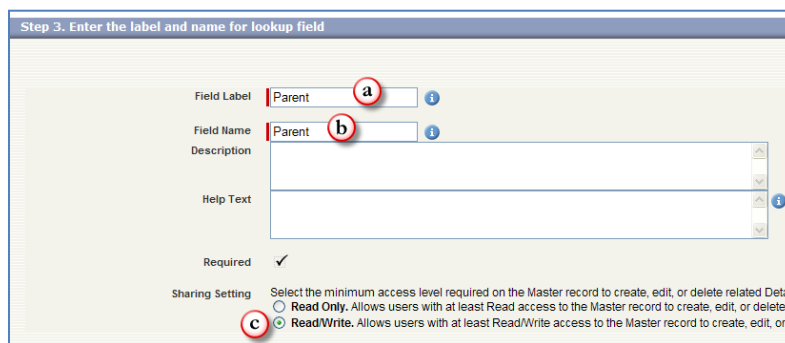 Step 3. Enter the label and name for lookup field
Field Label Parent a i
Field Name Parent b i
Description
Help Text i
Required
Sharing Setting Select the minimum access level required on the Master record to create, edit, or delete related Deta
Read Only. Allows users with at least Read access to the Master record to create, edit, or delete
c Read/Write. Allows users with at least Read/Write access to the Master record to create, edit, or